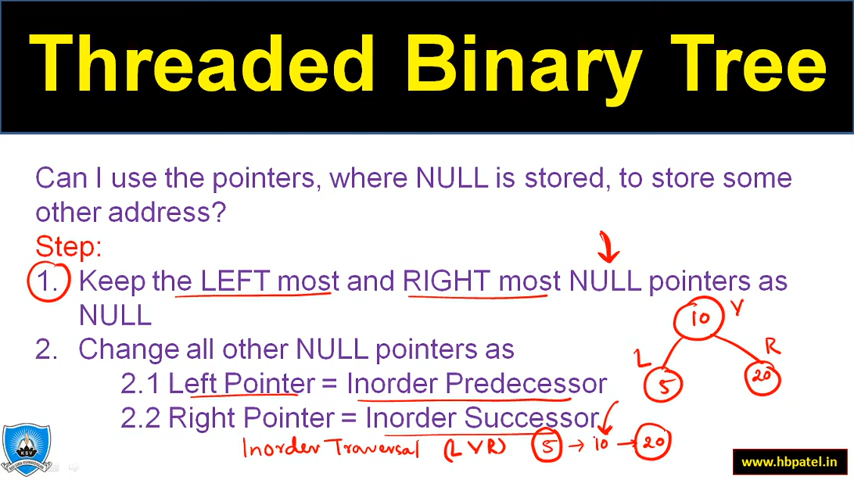 Threaded Binary Tree
Can I use the pointers, where NULL is stored, to store some
other address?
Step:
1. Keep the LEFT most and RIGHT most NULL pointers as
NULL
2. Change all other NULL pointers as
2.1 Left Pointer = Inorder Predecessor
2.2 Right Pointer = Inorder Successor
Inorder Traversal (L V R) 5 → 10 → 20
10 V
L R
5 20
KSV
www.hbpatel.in